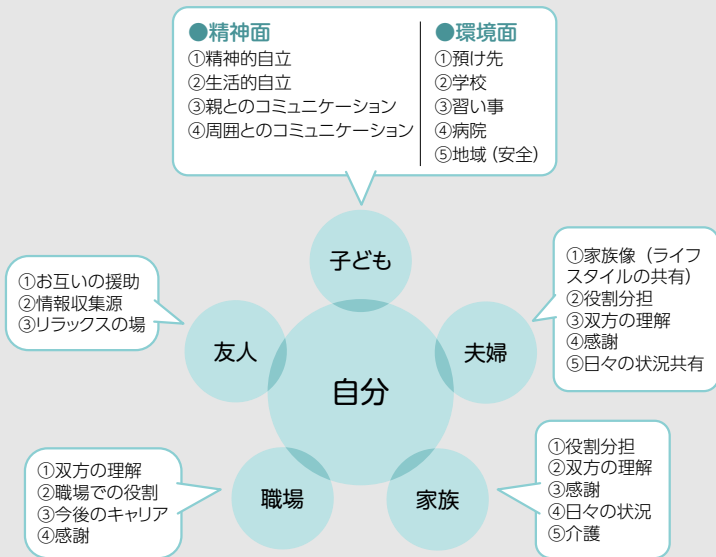 ●精神面
①精神的自立
②生活的自立
③親とのコミュニケーション
④周囲とのコミュニケーション
●環境面
①預け先
②学校
③習い事
④病院
⑤地域（安全）
子ども
①お互いの援助
②情報収集源
③リラックスの場
友人
①家族像（ライフ
スタイルの共有）
②役割分担
③双方の理解
④感謝
⑤日々の状況共有
夫婦
自分
①双方の理解
②職場での役割
③今後のキャリア
④感謝
職場
①役割分担
②双方の理解
③感謝
④日々の状況
⑤介護
家族